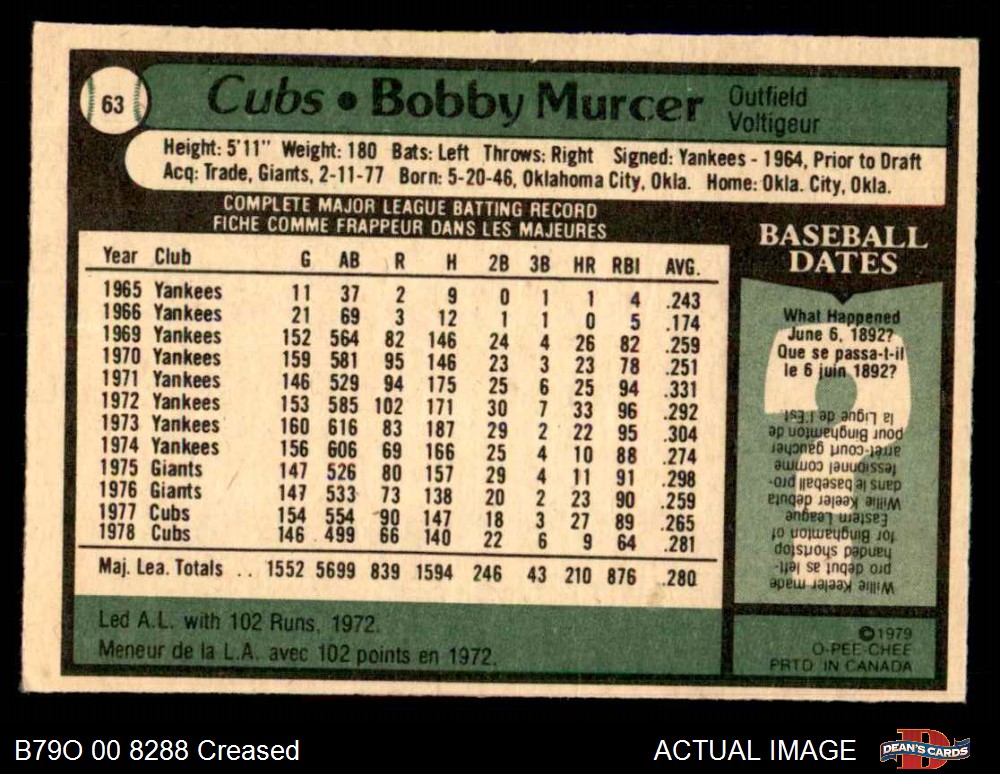 63
Cubs • Bobby Murcer
Outfield
Voltigeur
Height: 5'11" Weight: 180 Bats: Left Throws: Right Signed: Yankees - 1964, Prior to Draft
Acq: Trade, Giants, 2-11-77 Born: 5-20-46, Oklahoma City, Okla. Home: Okla. City, Okla.
COMPLETE MAJOR LEAGUE BATTING RECORD
FICHE COMME FRAPPEUR DANS LES MAJEURES
Year Club G AB R H 2B 3B HR RBI AVG.
1965 Yankees 11 37 2 9 0 1 1 4 .243
1966 Yankees 21 69 3 12 1 1 0 5 .174
1969 Yankees 152 564 82 146 24 4 26 82 .259
1970 Yankees 159 581 95 146 23 3 23 78 .251
1971 Yankees 146 529 94 175 25 6 25 94 .331
1972 Yankees 153 585 102 171 30 7 33 96 .292
1973 Yankees 160 616 83 187 29 2 22 95 .304
1974 Yankees 156 606 69 166 25 4 10 88 .274
1975 Giants 147 526 80 157 29 4 11 91 .298
1976 Giants 147 533 73 138 20 2 23 90 .259
1977 Cubs 154 554 90 147 18 3 27 89 .265
1978 Cubs 146 499 66 140 22 6 9 64 .281
Maj. Lea. Totals .. 1552 5699 839 1594 246 43 210 876 .280
Led A.L. with 102 Runs, 1972.
Meneur de la L.A. avec 102 points en 1972.
BASEBALL
DATES
What Happened
June 6, 1892?
Que se passa-t-il
le 6 juin 1892?
Willie Keeler made
pro debut as left-
handed shortstop
for Binghamton of
Eastern League
Willie Keeler débuta
dans le baseball pro-
fessionnel comme
arrêt-court gaucher
pour Binghamton de
la Ligue de l'Est.
©1979
O-PEE-CHEE
PRTD IN CANADA
B79O 00 8288 Creased
ACTUAL IMAGE
DEAN'S CARDS